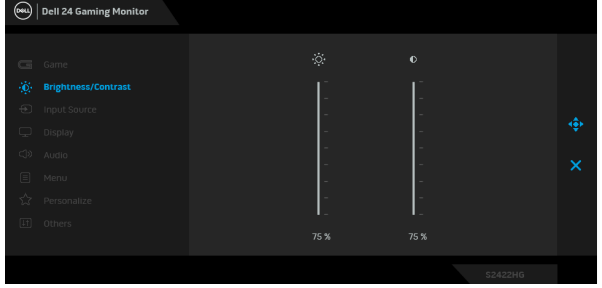 DELL
Dell 24 Gaming Monitor
Game
Brightness/Contrast
Input Source
Display
Audio
Menu
Personalize
Others
75 %
75 %
S2422HG